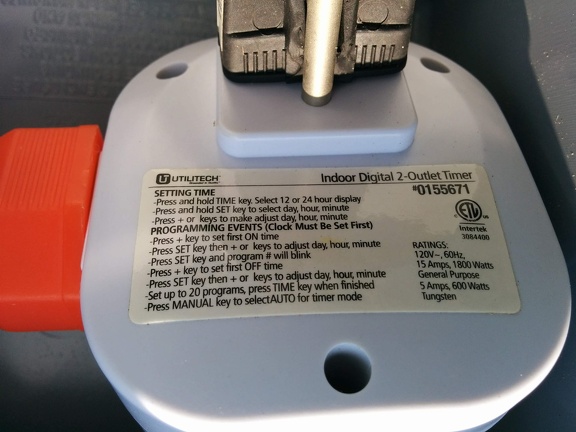 UTILITECH
Indoor Digital 2-Outlet Timer
#0155671
SETTING TIME
-Press and hold TIME key. Select 12 or 24 hour display
-Press and hold SET key to select day, hour, minute
-Press + or keys to make adjust day, hour, minute
PROGRAMMING EVENTS (Clock Must Be Set First)
-Press + key to set first ON time
-Press SET key then + or keys to adjust day, hour, minute
-Press SET key and program # will blink
-Press + key to set first OFF time
-Press SET key then + or keys to adjust day, hour, minute
-Set up to 20 programs, press TIME key when finished
-Press MANUAL key to selectAUTO for timer mode
Intertek
3084400
RATINGS:
120V~, 60Hz,
15 Amps, 1800 Watts
General Purpose
5 Amps, 600 Watts
Tungsten